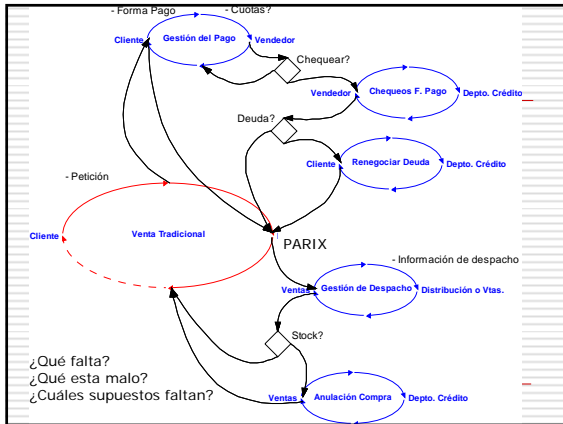 - Forma Pago
- Cuotas?
Cliente
Gestión del Pago
Vendedor
Chequear?
Vendedor
Chequeos F. Pago
Depto. Crédito
Deuda?
Cliente
Renegociar Deuda
Depto. Crédito
- Petición
Cliente
Venta Tradicional
PARIX
- Información de despacho
Ventas
Gestión de Despacho
Distribución o Vtas.
Stock?
¿Qué falta?
¿Qué esta malo?
¿Cuáles supuestos faltan?
Ventas
Anulación Compra
Depto. Crédito